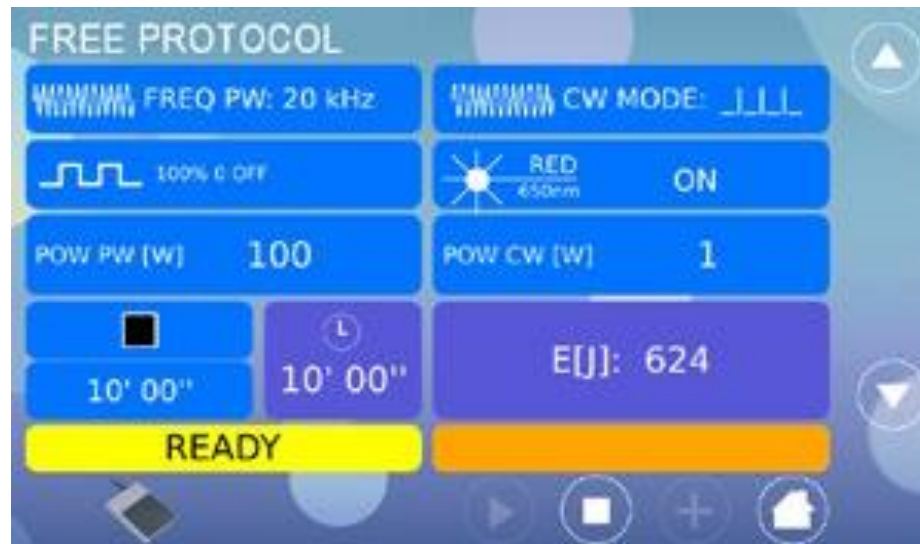 FREE PROTOCOL
FREQ PW: 20 kHz
CW MODE:
100% 0 OFF
RED
650nm
ON
POW PW [W] 100
POW CW [W] 1
10' 00"
L
10' 00"
E[J]: 624
READY